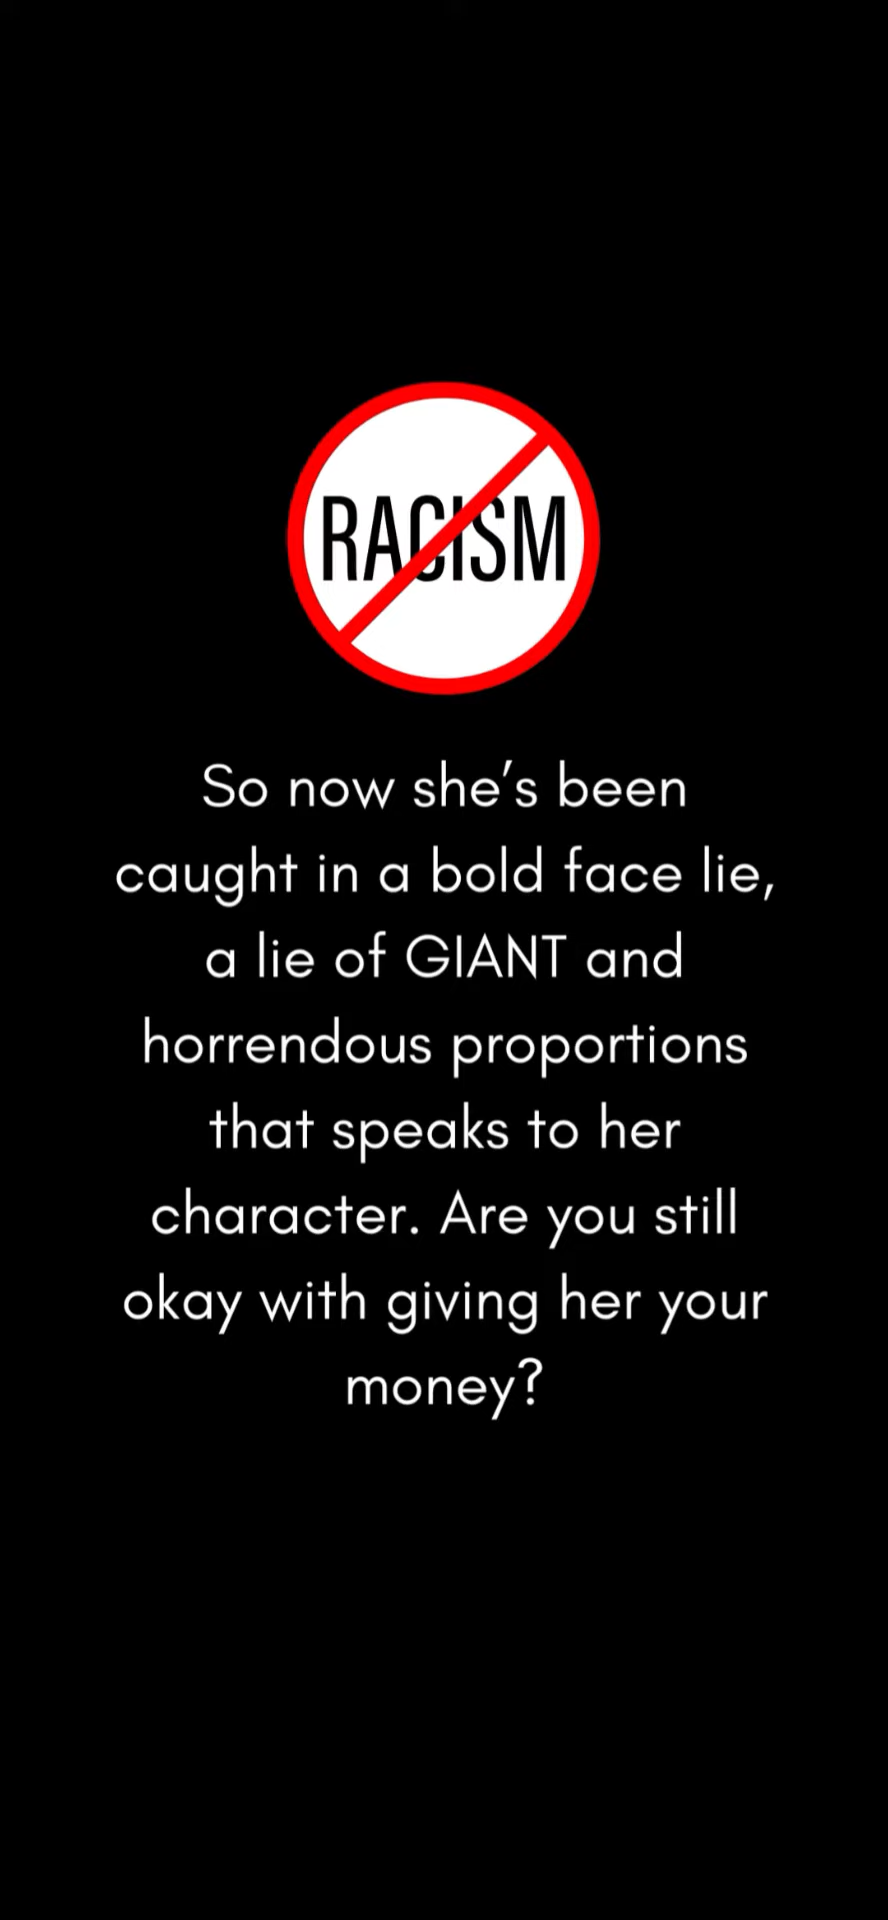 RACISM
So now she’s been
caught in a bold face lie,
a lie of GIANT and
horrendous proportions
that speaks to her
character. Are you still
okay with giving her your
money?